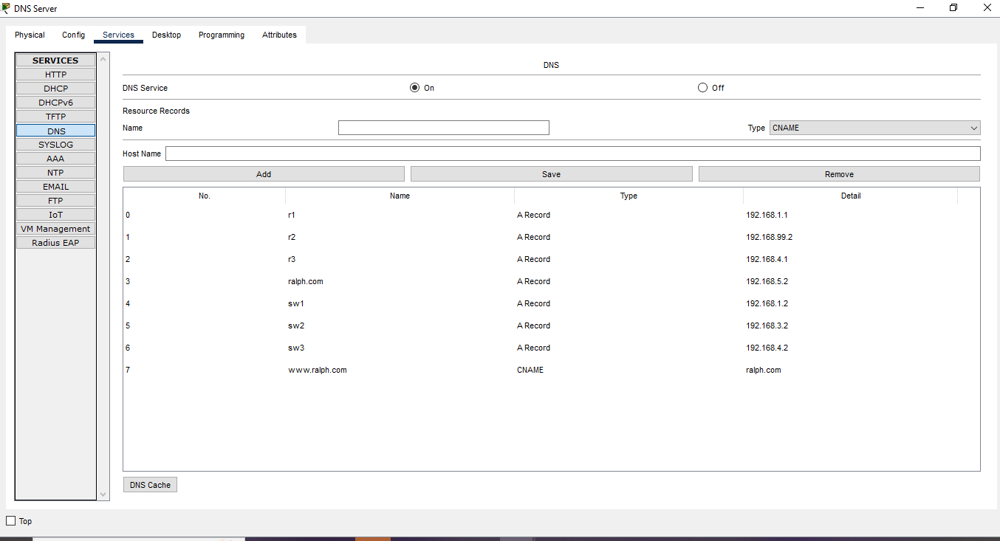 DNS Server
Physical Config Services Desktop Programming Attributes
SERVICES
HTTP
DHCP
DHCPv6
TFTP
DNS
SYSLOG
AAA
NTP
EMAIL
FTP
IoT
VM Management
Radius EAP
DNS
DNS Service On Off
Resource Records
Name Type CNAME
Host Name
Add Save Remove
No. Name Type Detail
0 r1 A Record 192.168.1.1
1 r2 A Record 192.168.99.2
2 r3 A Record 192.168.4.1
3 ralph.com A Record 192.168.5.2
4 sw1 A Record 192.168.1.2
5 sw2 A Record 192.168.3.2
6 sw3 A Record 192.168.4.2
7 www.ralph.com CNAME ralph.com
DNS Cache
Top